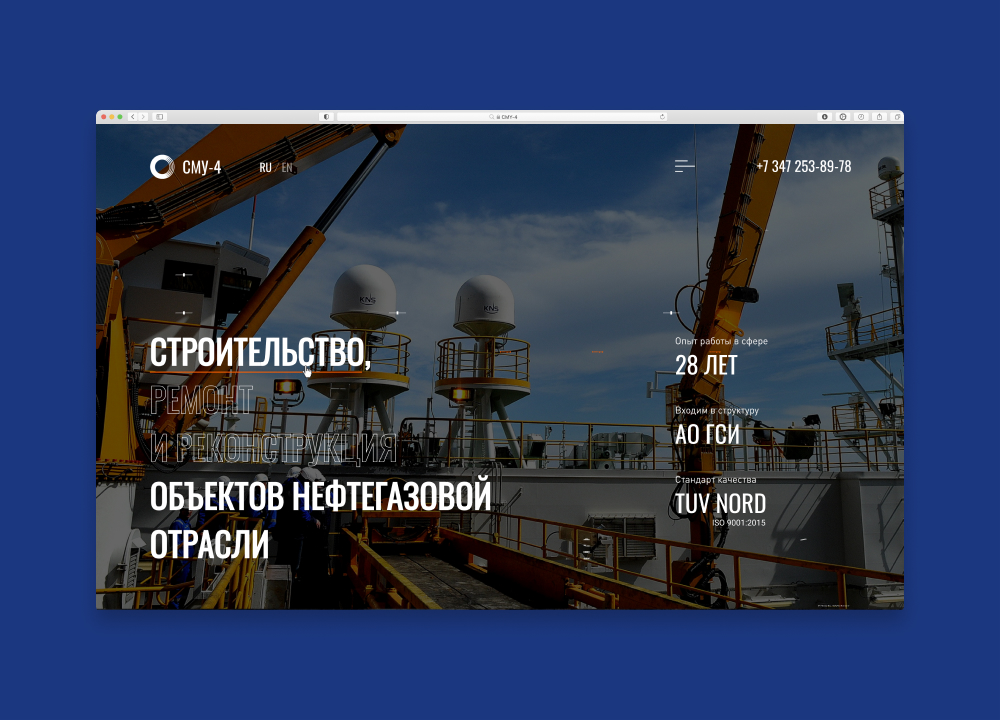 СМУ-4
СМУ-4
RU / EN
+7 347 253-89-78
KNS
KNS
СТРОИТЕЛЬСТВО,
РЕМОНТ
И РЕКОНСТРУКЦИЯ
ОБЪЕКТОВ НЕФТЕГАЗОВОЙ
ОТРАСЛИ
Опыт работы в сфере
28 ЛЕТ
Входим в структуру
АО ГСИ
Стандарт качества
TUV NORD
ISO 9001:2015